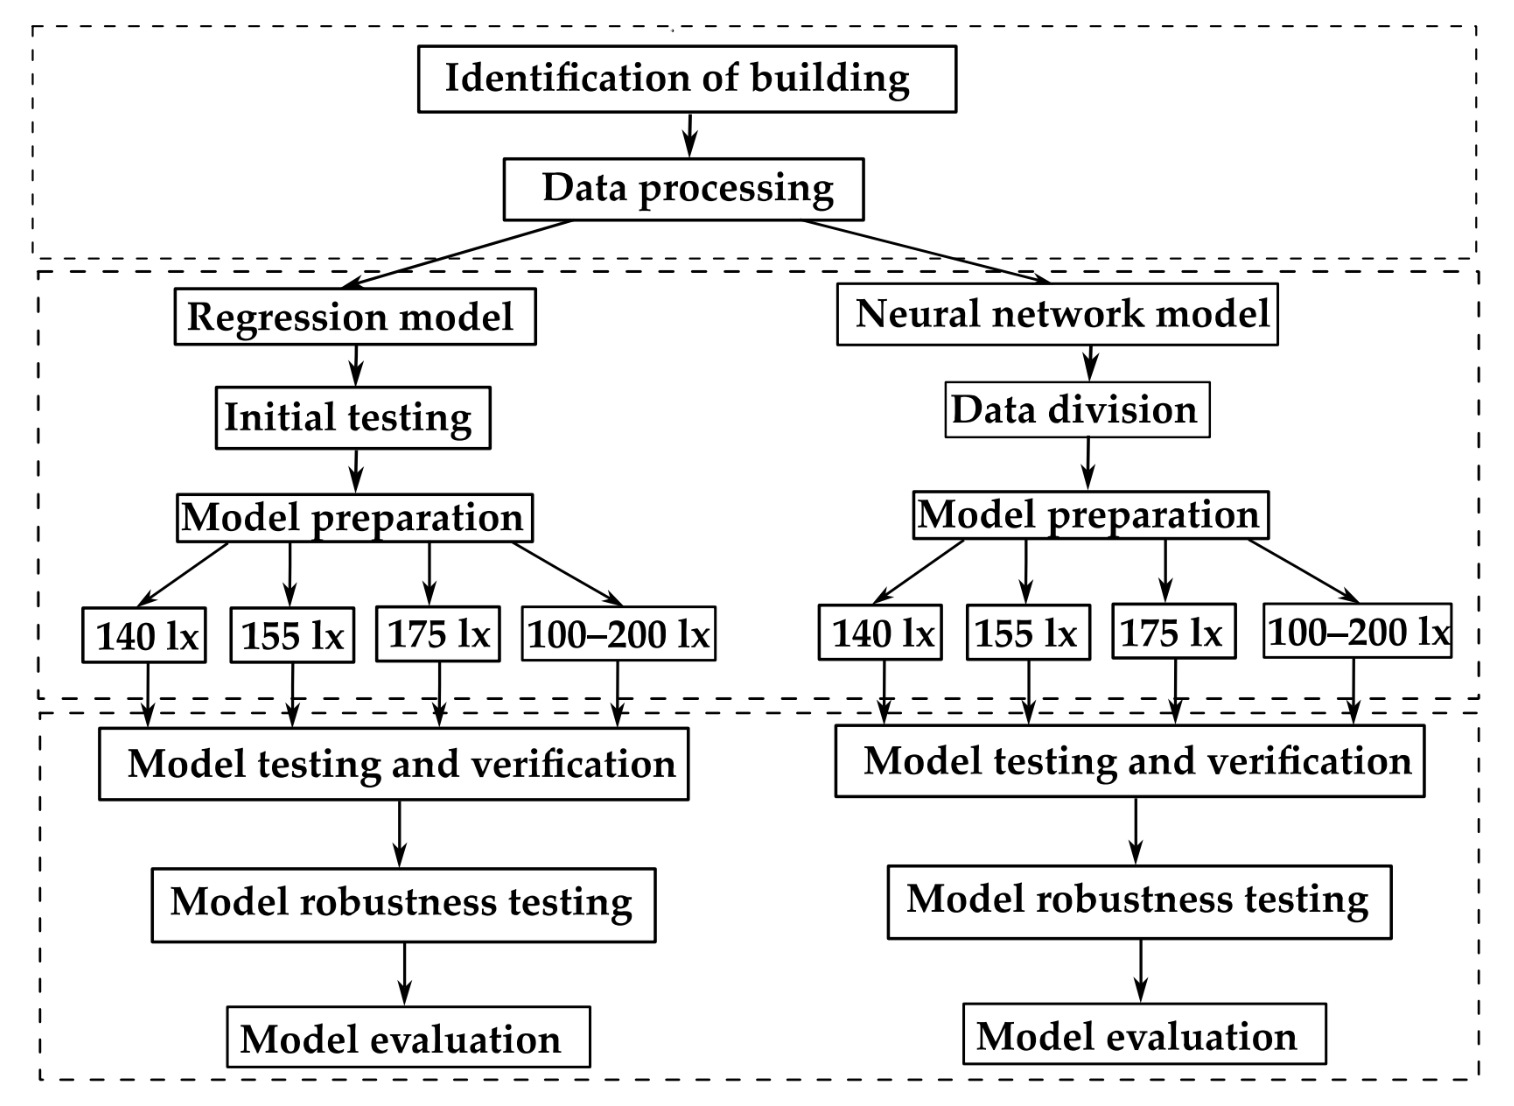 Identification of building
Data processing
Regression model
Neural network model
Initial testing
Data division
Model preparation
Model preparation
140 lx
155 lx
175 lx
100–200 lx
140 lx
155 lx
175 lx
100–200 lx
Model testing and verification
Model testing and verification
Model robustness testing
Model robustness testing
Model evaluation
Model evaluation